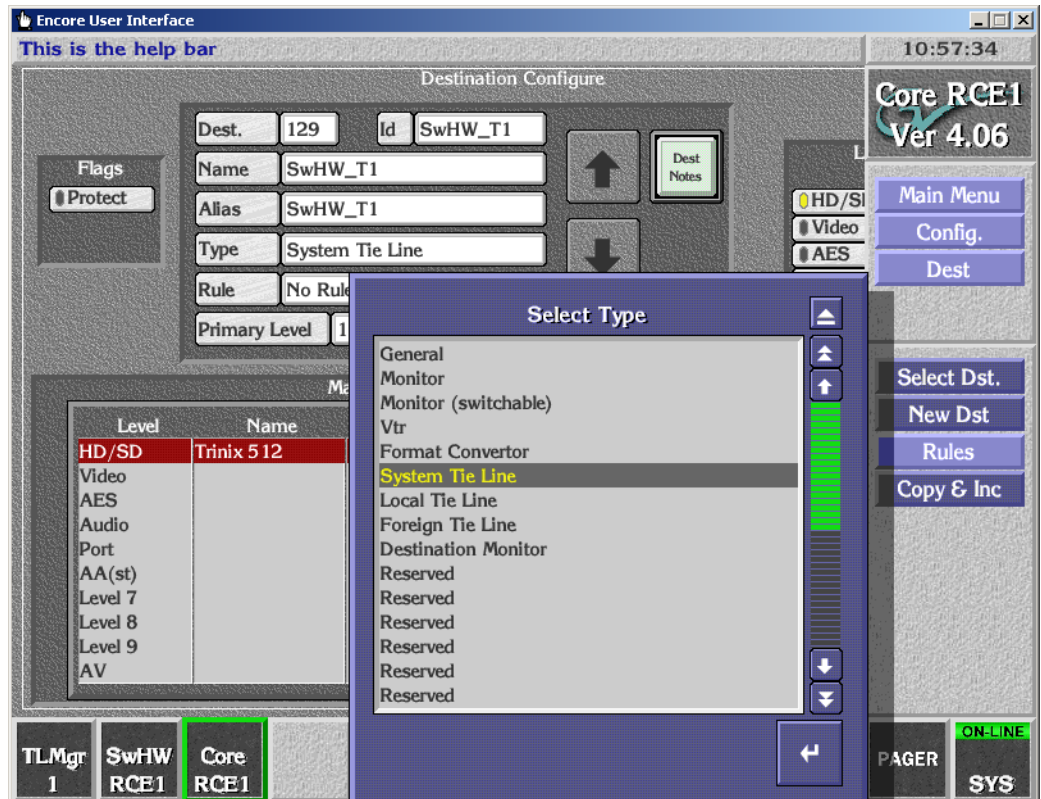 Encore User Interface
This is the help bar
10:57:34
Destination Configure
Core RCE1
Ver 4.06
Flags
Protect
Dest.
129
Id
SwHW_T1
Name
SwHW_T1
Alias
SwHW_T1
Type
System Tie Line
Rule
No Rule
Primary Level
1
Dest
Notes
L
HD/S
Video
AES
Main Menu
Config.
Dest
Select Dst.
New Dst
Rules
Copy & Inc
Select Type
General
Monitor
Monitor (switchable)
Vtr
Format Convertor
System Tie Line
Local Tie Line
Foreign Tie Line
Destination Monitor
Reserved
Reserved
Reserved
Reserved
Reserved
Reserved
Ma
Level
Name
HD/SD
Trinix 512
Video
AES
Audio
Port
AA(st)
Level 7
Level 8
Level 9
AV
TLMgr
1
SwHW
RCE1
Core
RCE1
PAGER
ON-LINE
SYS